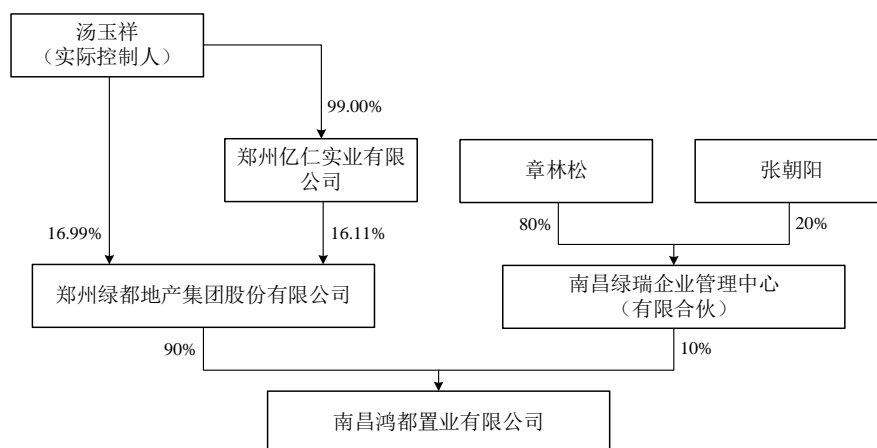 汤玉祥
（实际控制人）
99.00%
郑州亿仁实业有限
公司
章林松
张朝阳
16.99%
16.11%
80%
20%
郑州绿都地产集团股份有限公司
南昌绿瑞企业管理中心
（有限合伙）
90%
10%
南昌鸿都置业有限公司